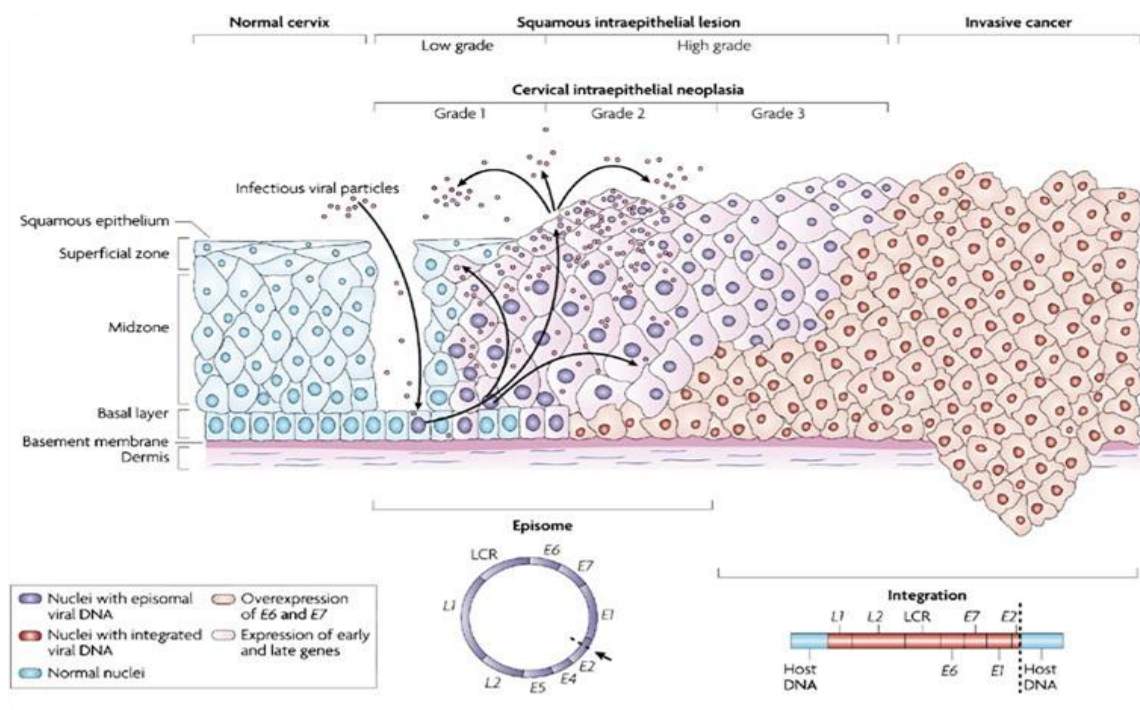 Normal cervix
Squamous intraepithelial lesion
Invasive cancer
Low grade
High grade
Cervical intraepithelial neoplasia
Grade 1
Grade 2
Grade 3
Infectious viral particles
Squamous epithelium
Superficial zone
Midzone
Basal layer
Basement membrane
Dermis
Episome
LCR
E6
E7
L1
E1
E2
L2
E5
E4
Integration
L1
L2
LCR
E7
E2
Host
DNA
E6
E1
Host
DNA
Nuclei with episomal
viral DNA
Nuclei with integrated
viral DNA
Normal nuclei
Overexpression
of E6 and E7
Expression of early
and late genes